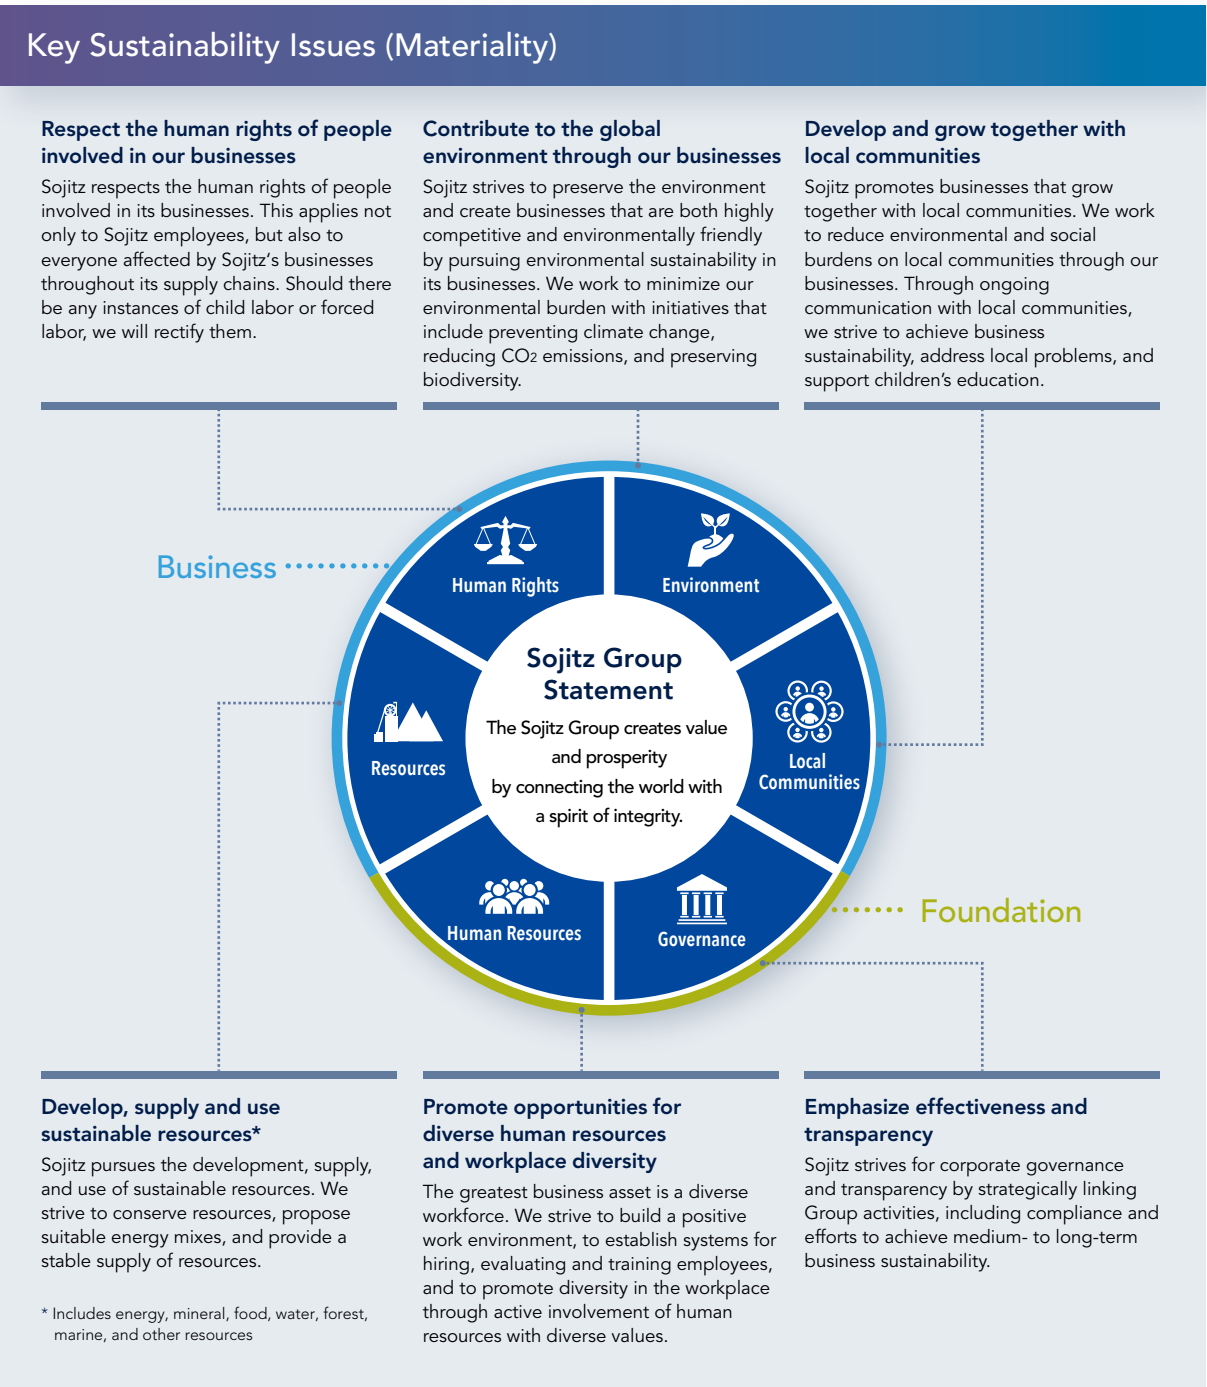 Key Sustainability Issues (Materiality)
Respect the human rights of people
involved in our businesses
Sojitz respects the human rights of people
involved in its businesses. This applies not
only to Sojitz employees, but also to
everyone affected by Sojitz‘s businesses
throughout its supply chains. Should there
be any instances of child labor or forced
labor, we will rectify them.
Contribute to the global
environment through our businesses
Sojitz strives to preserve the environment
and create businesses that are both highly
competitive and environmentally friendly
by pursuing environmental sustainability in
its businesses. We work to minimize our
environmental burden with initiatives that
include preventing climate change,
reducing CO2 emissions, and preserving
biodiversity.
Develop and grow together with
local communities
Sojitz promotes businesses that grow
together with local communities. We work
to reduce environmental and social
burdens on local communities through our
businesses. Through ongoing
communication with local communities,
we strive to achieve business
sustainability, address local problems, and
support children’s education.
Business
Human Rights
Environment
Sojitz Group
Statement
The Sojitz Group creates value
and prosperity
by connecting the world with
a spirit of integrity.
Resources
Local
Communities
Human Resources
Governance
Foundation
Develop, supply and use
sustainable resources*
Sojitz pursues the development, supply,
and use of sustainable resources. We
strive to conserve resources, propose
suitable energy mixes, and provide a
stable supply of resources.
* Includes energy, mineral, food, water, forest,
marine, and other resources
Promote opportunities for
diverse human resources
and workplace diversity
The greatest business asset is a diverse
workforce. We strive to build a positive
work environment, to establish systems for
hiring, evaluating and training employees,
and to promote diversity in the workplace
through active involvement of human
resources with diverse values.
Emphasize effectiveness and
transparency
Sojitz strives for corporate governance
and transparency by strategically linking
Group activities, including compliance and
efforts to achieve medium- to long-term
business sustainability.